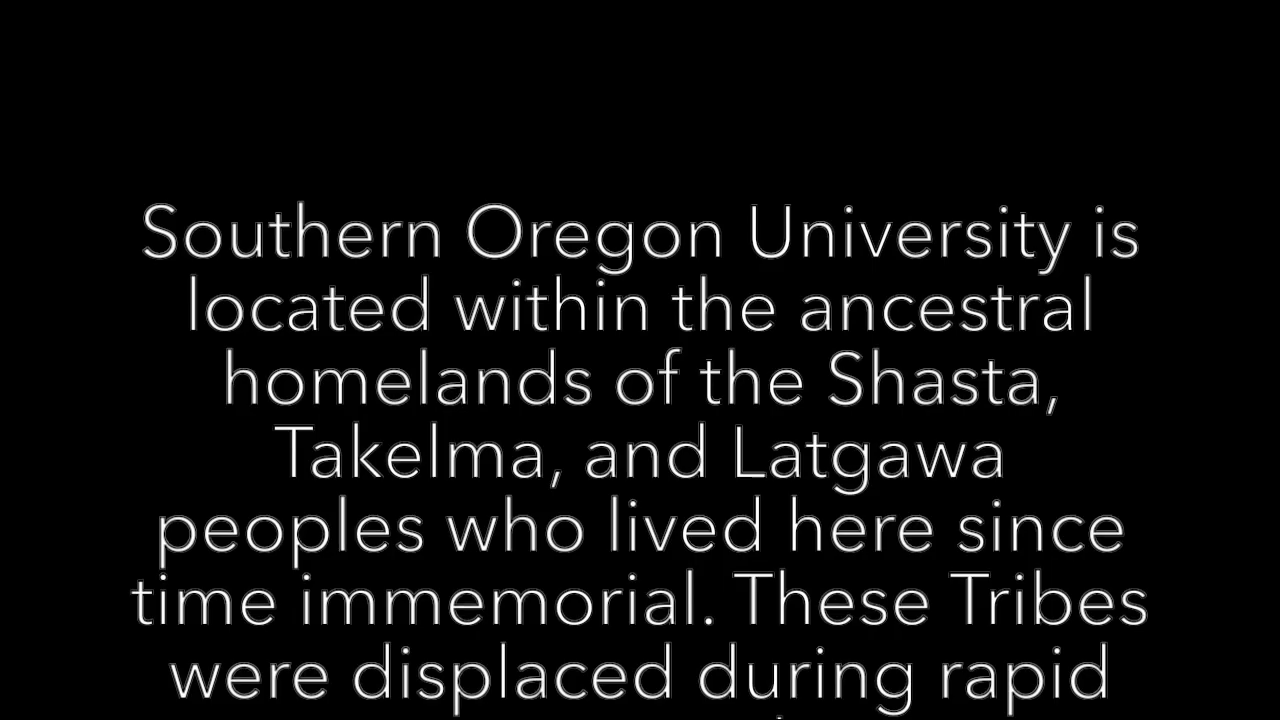 Southern Oregon University is
located within the ancestral
homelands of the Shasta,
Takelma, and Latgawa
peoples who lived here since
time immemorial. These Tribes
were displaced during rapid